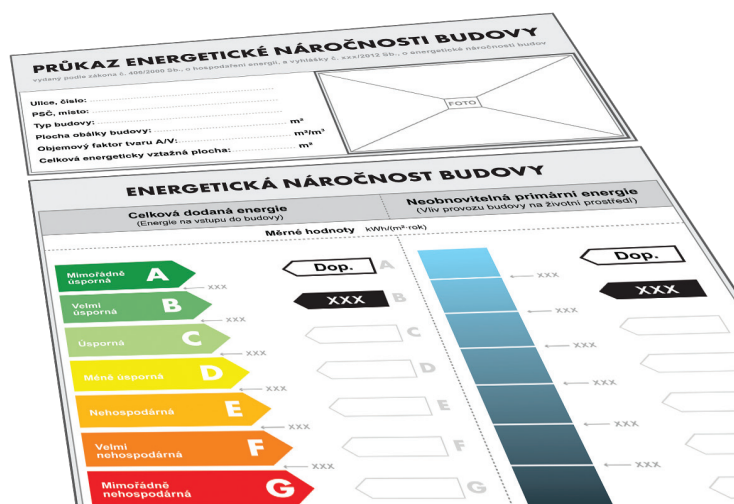 PRŮKAZ ENERGETICKÉ NÁROČNOSTI BUDOVY
vydaný podle zákona č. 406/2000 Sb., o hospodaření energií, a vyhlášky č. xxx/2012 Sb., o energetické náročnosti budov
Ulice, číslo:
PSČ, místo:
Typ budovy:
Plocha obálky budovy: m²
Objemový faktor tvaru A/V: m²/m³
Celková energeticky vztažná plocha: m²
FOTO
ENERGETICKÁ NÁROČNOST BUDOVY
Celková dodaná energie
(Energie na vstupu do budovy)
Neobnovitelná primární energie
(Vliv provozu budovy na životní prostředí)
Měrné hodnoty kWh/(m²·rok)
Mimořádně úsporná A
Dop. A
Dop.
xxx
xxx
Velmi úsporná B
XXX B
XXX
xxx
xxx
Úsporná C
C
xxx
xxx
Méně úsporná D
D
xxx
xxx
Nehospodárná E
E
xxx
xxx
Velmi nehospodárná F
F
xxx
xxx
Mimořádně nehospodárná G
G